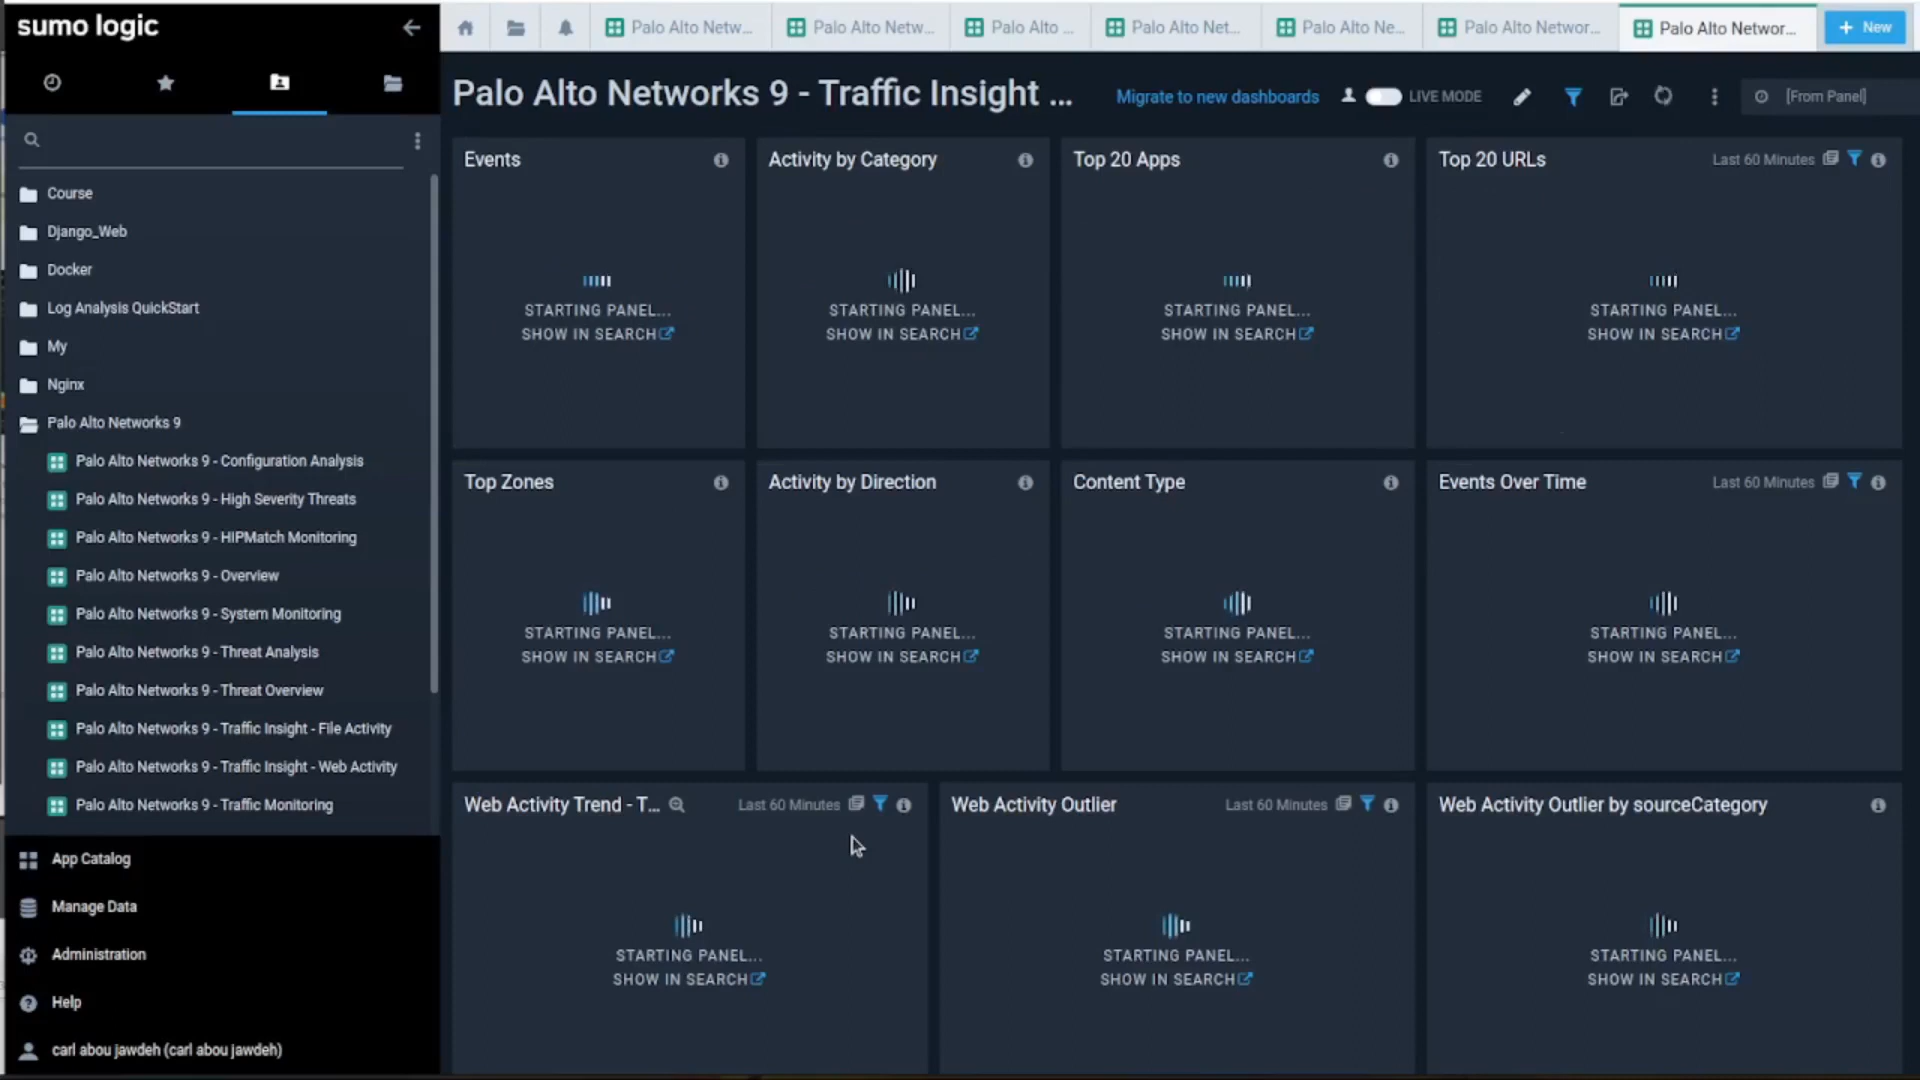 sumo logic
Palo Alto Netw...
Palo Alto Netw...
Palo Alto ...
Palo Alto Net...
Palo Alto Ne...
Palo Alto Networ...
Palo Alto Networ...
+ New
Palo Alto Networks 9 - Traffic Insight ...
Migrate to new dashboards
LIVE MODE
[From Panel]
Course
Django_Web
Docker
Log Analysis QuickStart
My
Nginx
Palo Alto Networks 9
Palo Alto Networks 9 - Configuration Analysis
Palo Alto Networks 9 - High Severity Threats
Palo Alto Networks 9 - HIPMatch Monitoring
Palo Alto Networks 9 - Overview
Palo Alto Networks 9 - System Monitoring
Palo Alto Networks 9 - Threat Analysis
Palo Alto Networks 9 - Threat Overview
Palo Alto Networks 9 - Traffic Insight - File Activity
Palo Alto Networks 9 - Traffic Insight - Web Activity
Palo Alto Networks 9 - Traffic Monitoring
App Catalog
Manage Data
Administration
Help
carl abou jawdeh (carl abou jawdeh)
Events
STARTING PANEL...
SHOW IN SEARCH
Activity by Category
STARTING PANEL...
SHOW IN SEARCH
Top 20 Apps
STARTING PANEL...
SHOW IN SEARCH
Top 20 URLs
Last 60 Minutes
STARTING PANEL...
SHOW IN SEARCH
Top Zones
STARTING PANEL...
SHOW IN SEARCH
Activity by Direction
STARTING PANEL...
SHOW IN SEARCH
Content Type
STARTING PANEL...
SHOW IN SEARCH
Events Over Time
Last 60 Minutes
STARTING PANEL...
SHOW IN SEARCH
Web Activity Trend - T...
Last 60 Minutes
STARTING PANEL...
SHOW IN SEARCH
Web Activity Outlier
Last 60 Minutes
STARTING PANEL...
SHOW IN SEARCH
Web Activity Outlier by sourceCategory
STARTING PANEL...
SHOW IN SEARCH